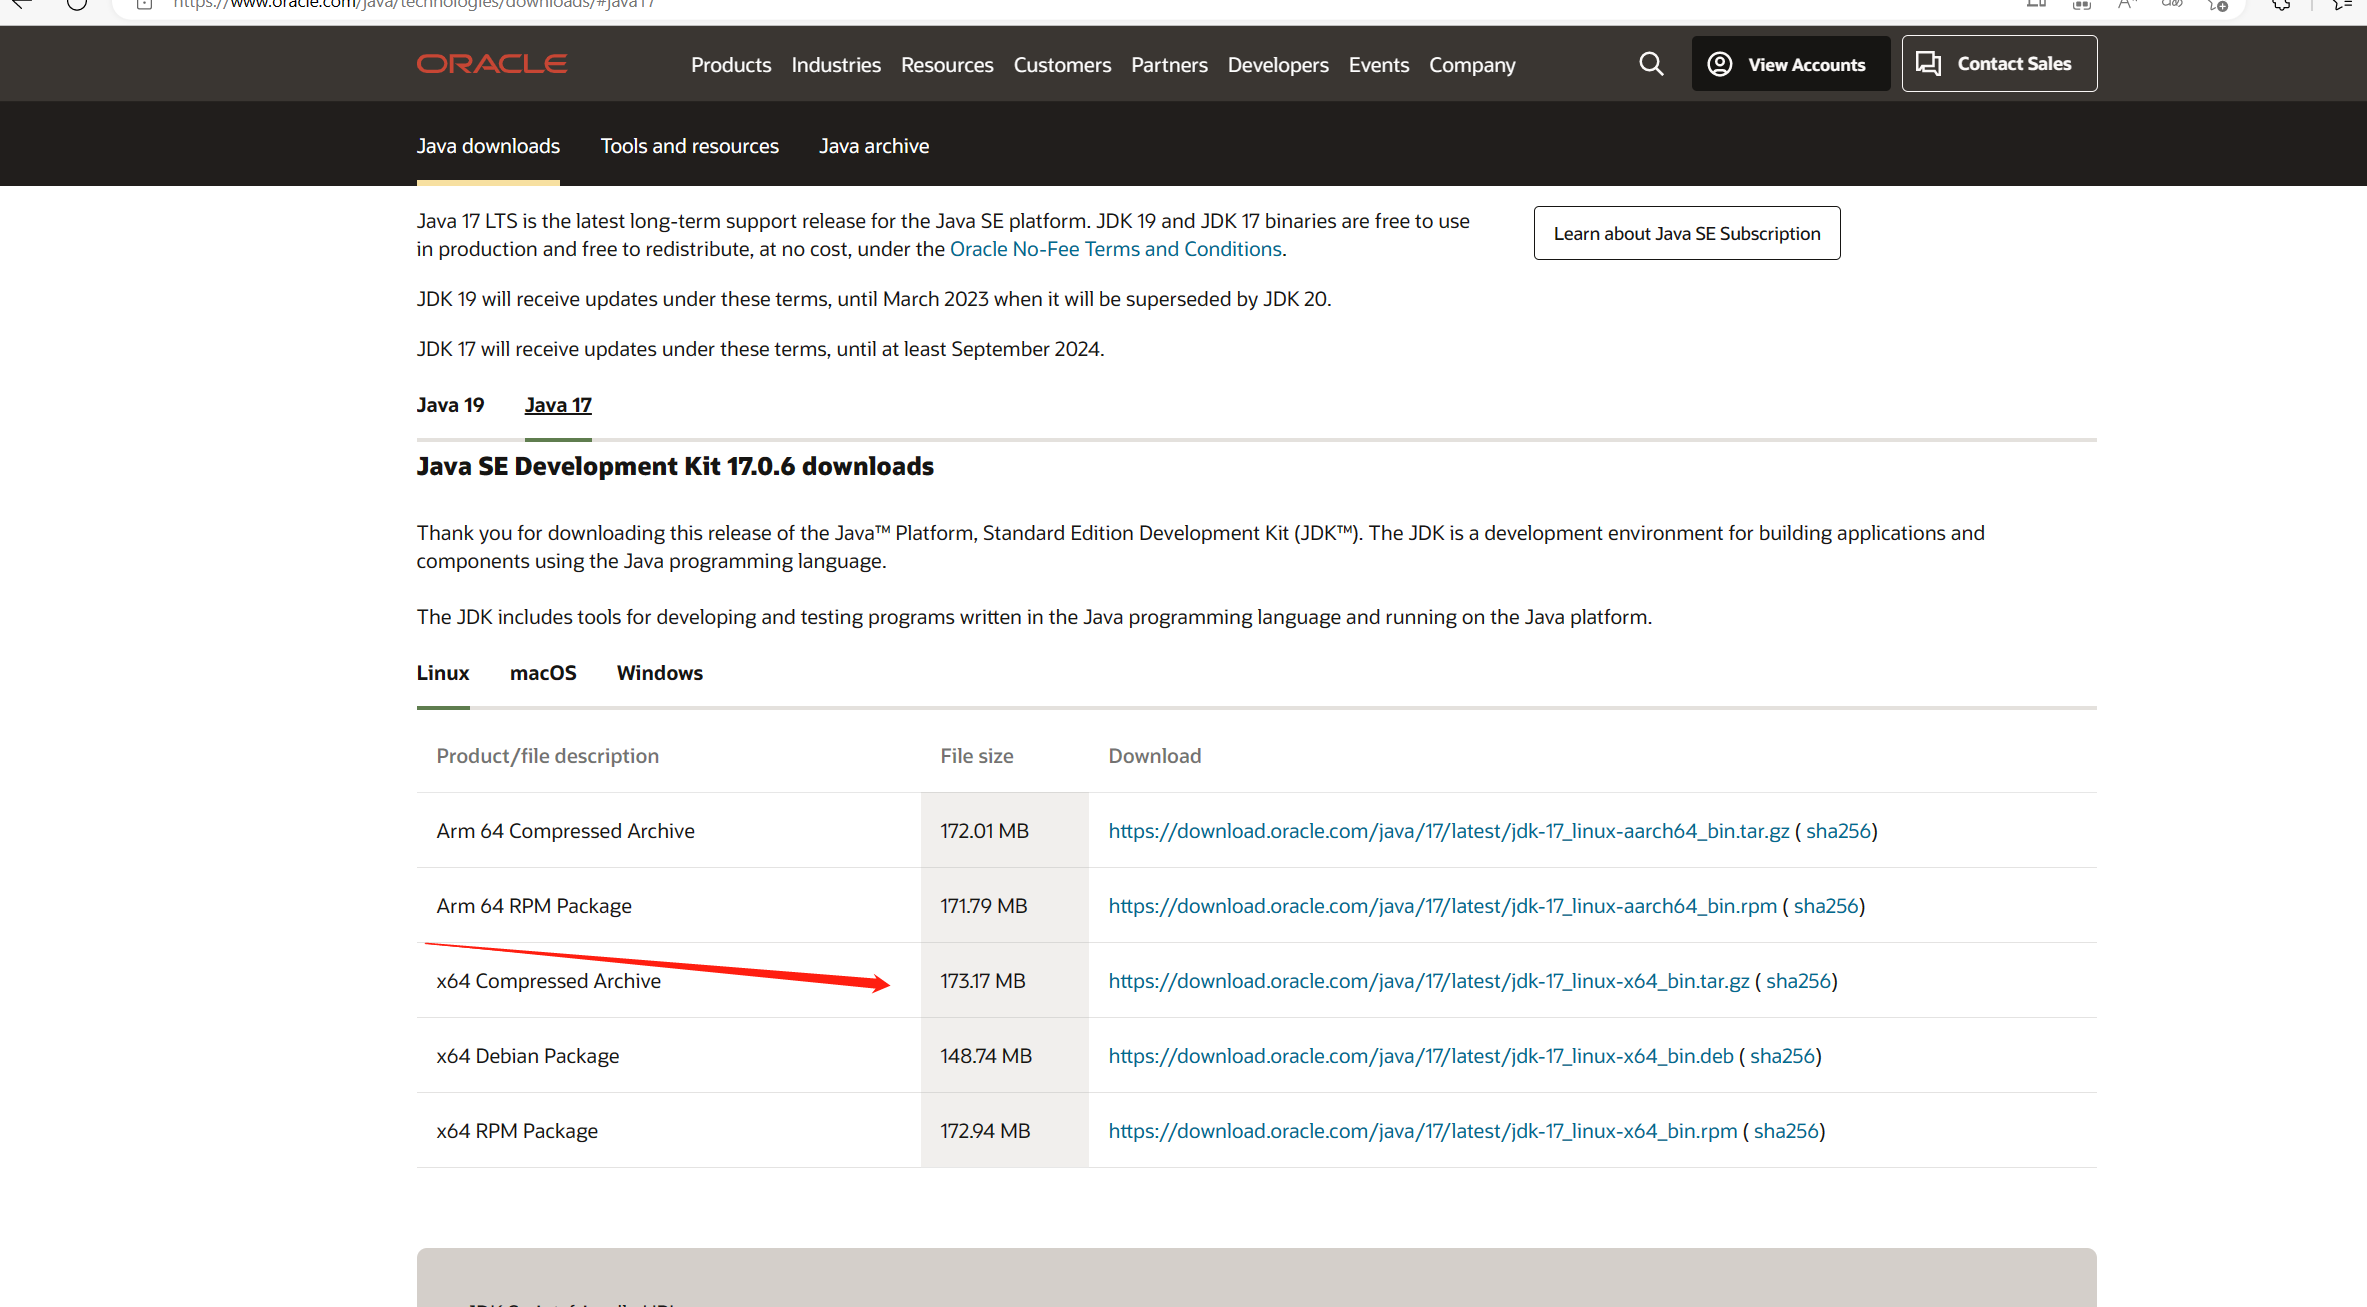 https://www.oracle.com/java/technologies/downloads/#java17
ORACLE
Products Industries Resources Customers Partners Developers Events Company
View Accounts
Contact Sales
Java downloads Tools and resources Java archive
Java 17 LTS is the latest long-term support release for the Java SE platform. JDK 19 and JDK 17 binaries are free to use
in production and free to redistribute, at no cost, under the Oracle No-Fee Terms and Conditions.
Learn about Java SE Subscription
JDK 19 will receive updates under these terms, until March 2023 when it will be superseded by JDK 20.
JDK 17 will receive updates under these terms, until at least September 2024.
Java 19 Java 17
Java SE Development Kit 17.0.6 downloads
Thank you for downloading this release of the Java™ Platform, Standard Edition Development Kit (JDK™). The JDK is a development environment for building applications and
components using the Java programming language.
The JDK includes tools for developing and testing programs written in the Java programming language and running on the Java platform.
Linux macOS Windows
Product/file description File size Download
Arm 64 Compressed Archive 172.01 MB https://download.oracle.com/java/17/latest/jdk-17_linux-aarch64_bin.tar.gz ( sha256)
Arm 64 RPM Package 171.79 MB https://download.oracle.com/java/17/latest/jdk-17_linux-aarch64_bin.rpm ( sha256)
x64 Compressed Archive 173.17 MB https://download.oracle.com/java/17/latest/jdk-17_linux-x64_bin.tar.gz ( sha256)
x64 Debian Package 148.74 MB https://download.oracle.com/java/17/latest/jdk-17_linux-x64_bin.deb ( sha256)
x64 RPM Package 172.94 MB https://download.oracle.com/java/17/latest/jdk-17_linux-x64_bin.rpm ( sha256)